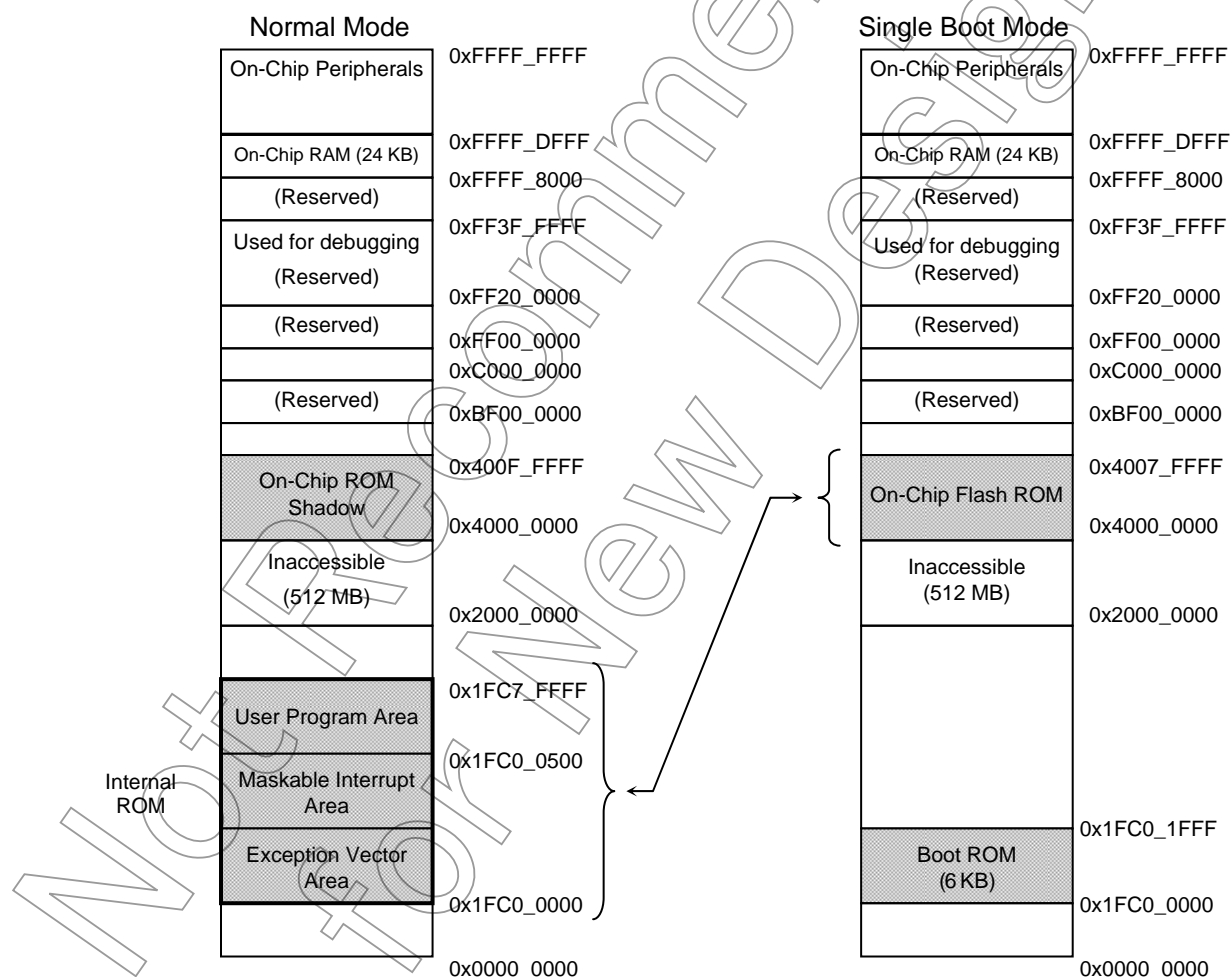 Normal Mode
On-Chip Peripherals
0xFFFF_FFFF
0xFFFF_DFFF
On-Chip RAM (24 KB)
0xFFFF_8000
(Reserved)
0xFF3F_FFFF
Used for debugging
(Reserved)
0xFF20_0000
(Reserved)
0xFF00_0000
0xC000_0000
(Reserved)
0xBF00_0000
0x400F_FFFF
On-Chip ROM
Shadow
0x4000_0000
Inaccessible
(512 MB)
0x2000_0000
0x1FC7_FFFF
User Program Area
0x1FC0_0500
Internal
ROM
Maskable Interrupt
Area
Exception Vector
Area
0x1FC0_0000
0x0000_0000
Single Boot Mode
On-Chip Peripherals
0xFFFF_FFFF
0xFFFF_DFFF
On-Chip RAM (24 KB)
0xFFFF_8000
(Reserved)
0xFF3F_FFFF
Used for debugging
(Reserved)
0xFF20_0000
(Reserved)
0xFF00_0000
0xC000_0000
(Reserved)
0xBF00_0000
0x4007_FFFF
On-Chip Flash ROM
0x4000_0000
Inaccessible
(512 MB)
0x2000_0000
0x1FC0_1FFF
Boot ROM
(6 KB)
0x1FC0_0000
0x0000_0000
Not Recomme
for New Desig